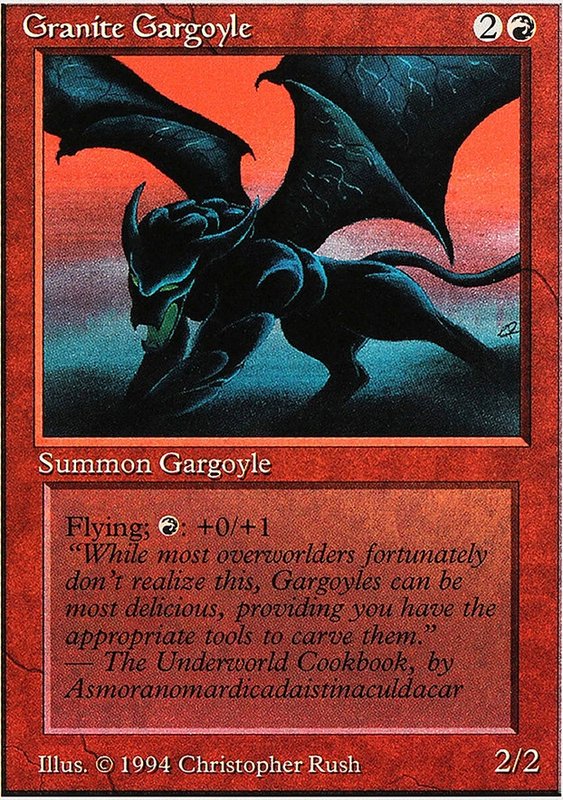 Granite Gargoyle
2
Summon Gargoyle
Flying; : +0/+1
“While most overworlders fortunately
don't realize this, Gargoyles can be
most delicious, providing you have the
appropriate tools to carve them.”
— The Underworld Cookbook, by
Asmoranomardicadaistinaculdacar
CR
Illus. © 1994 Christopher Rush
2/2